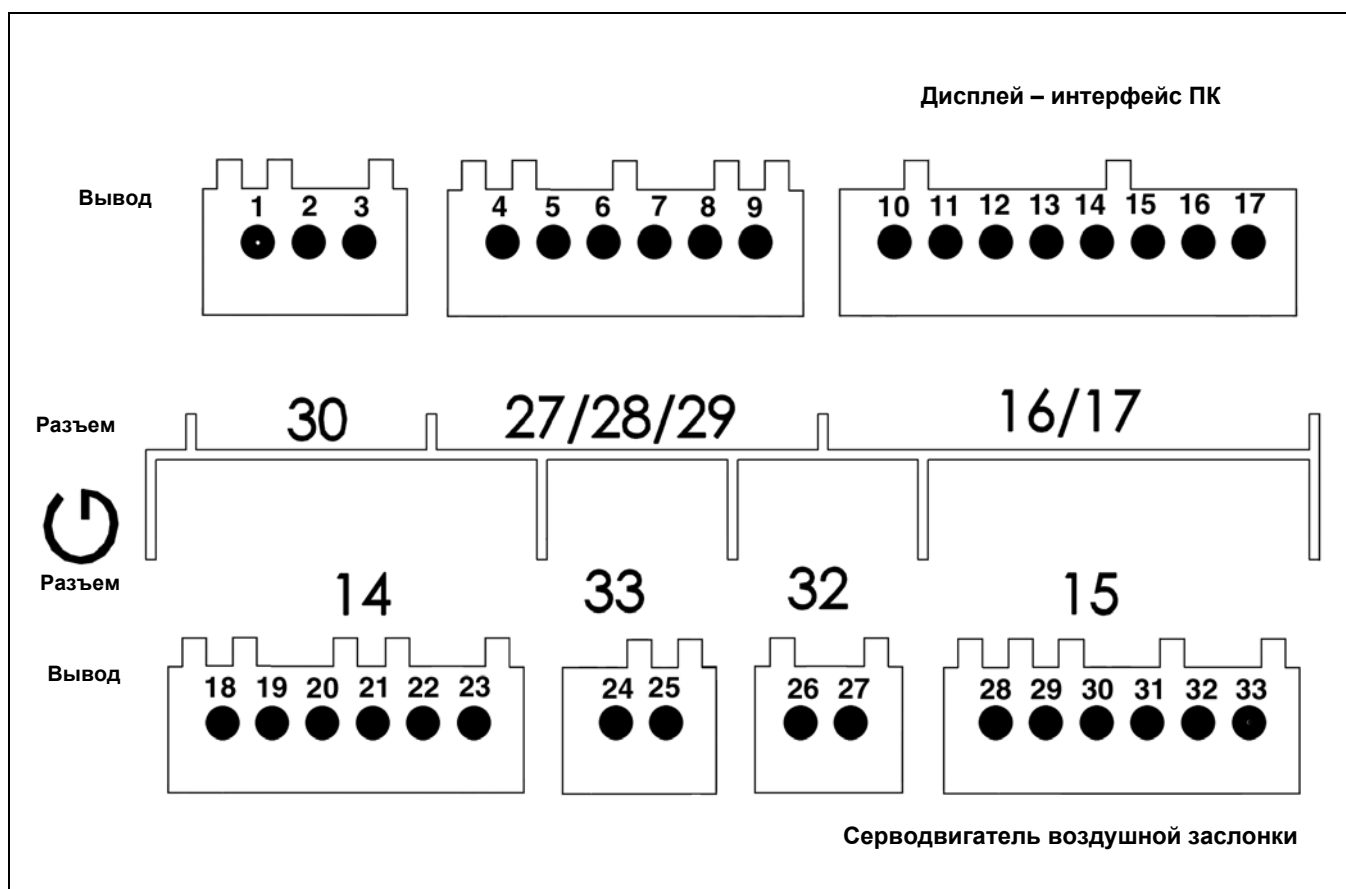 Дисплей – интерфейс ПК
Вывод
1 2 3 4 5 6 7 8 9 10 11 12 13 14 15 16 17
Разъем
30 27/28/29 16/17
Разъем
14 33 32 15
Вывод
18 19 20 21 22 23 24 25 26 27 28 29 30 31 32 33
Серводвигатель воздушной заслонки